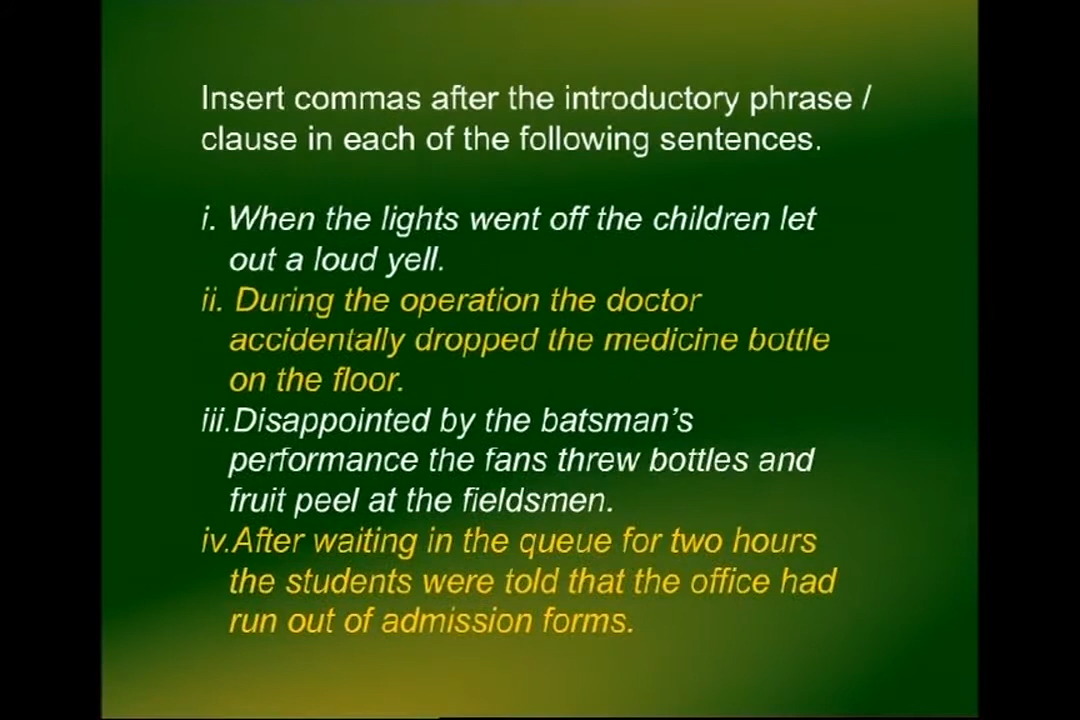 Insert commas after the introductory phrase /
clause in each of the following sentences.
i. When the lights went off the children let
out a loud yell.
ii. During the operation the doctor
accidentally dropped the medicine bottle
on the floor.
iii.Disappointed by the batsman’s
performance the fans threw bottles and
fruit peel at the fieldsmen.
iv.After waiting in the queue for two hours
the students were told that the office had
run out of admission forms.